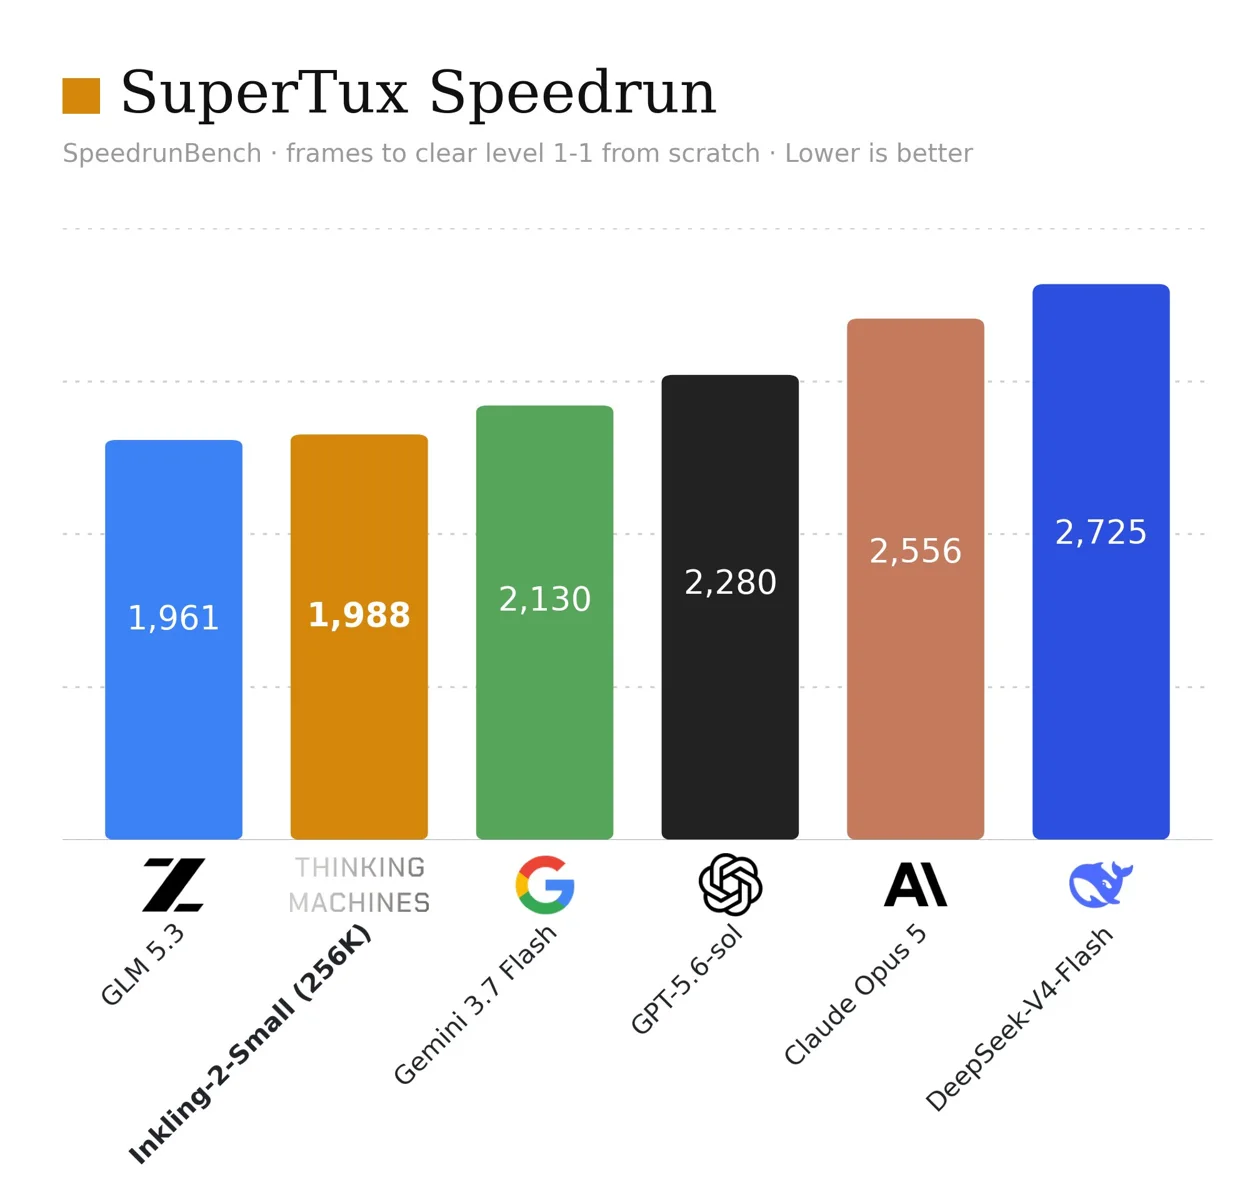 SuperTux Speedrun
SpeedrunBench · frames to clear level 1-1 from scratch · Lower is better
1,961
1,988
2,130
2,280
2,556
2,725
THINKING
MACHINES
GLM 5.3
Inkling-2-Small (256K)
Gemini 3.7 Flash
GPT-5.6-sol
Claude Opus 5
DeepSeek-V4-Flash